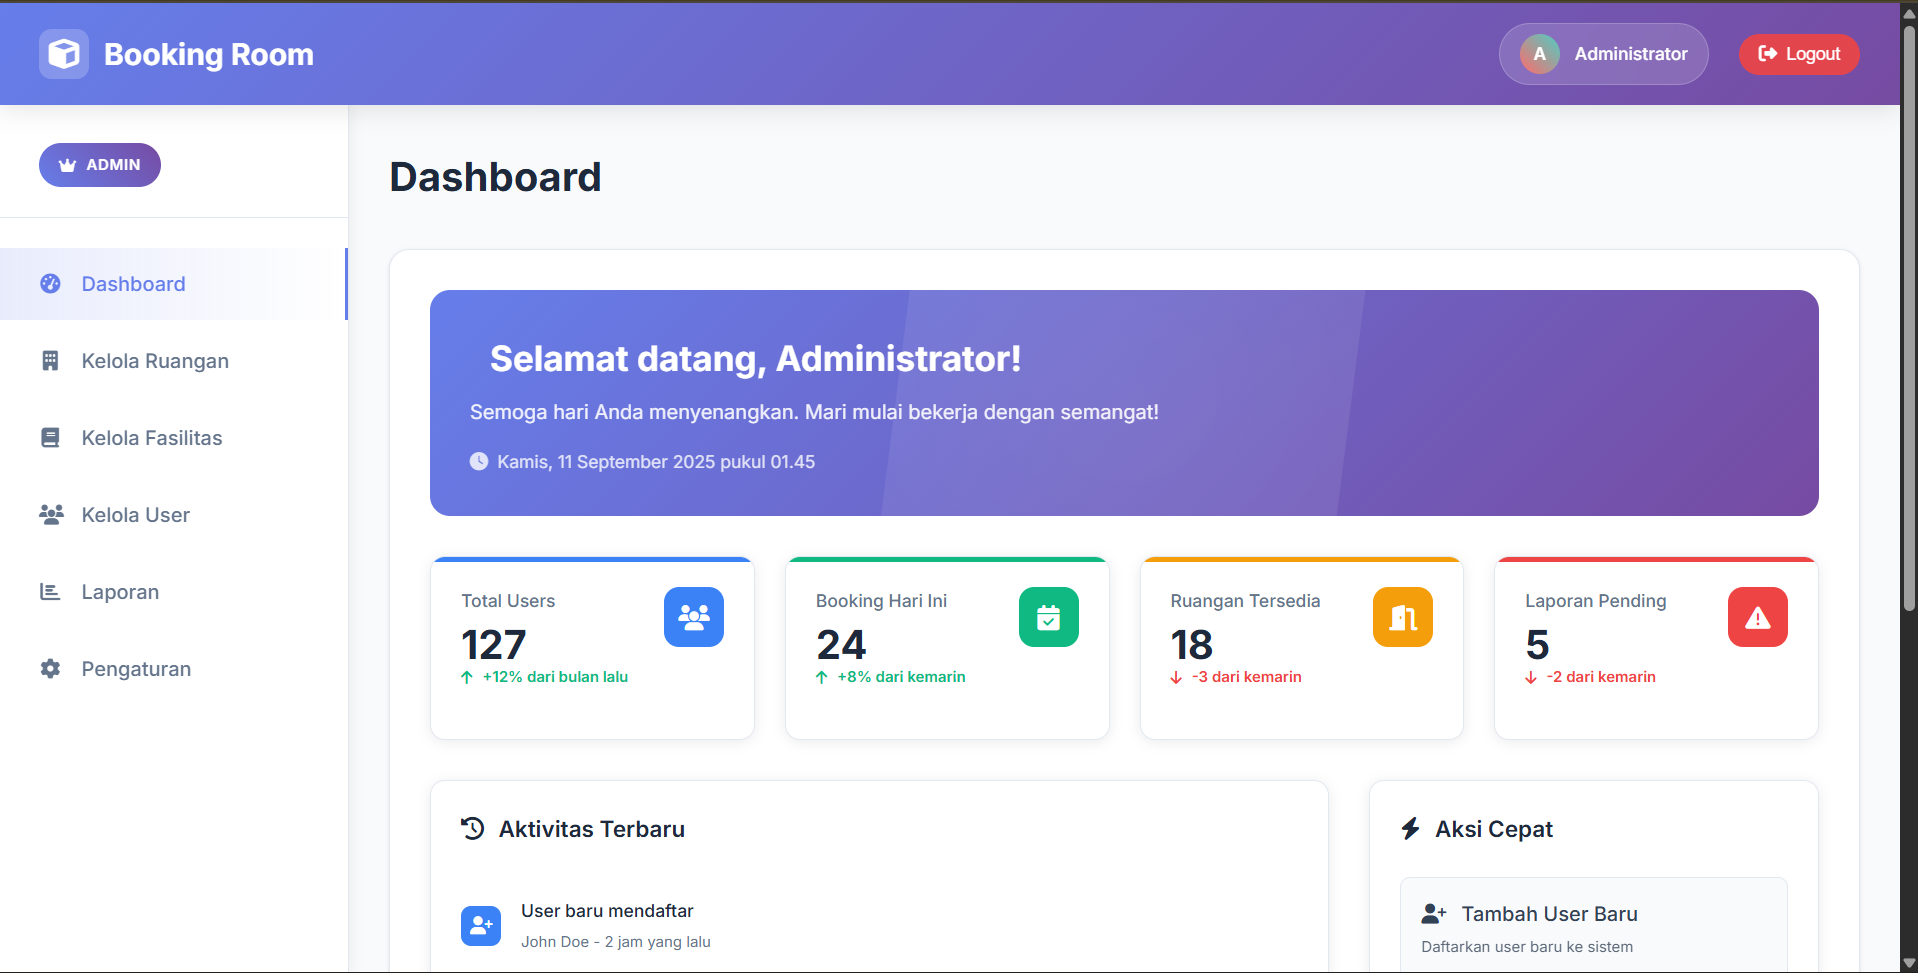 Booking Room
A
Administrator
Logout
ADMIN
Dashboard
Kelola Ruangan
Kelola Fasilitas
Kelola User
Laporan
Pengaturan
Dashboard
Selamat datang, Administrator!
Semoga hari Anda menyenangkan. Mari mulai bekerja dengan semangat!
Kamis, 11 September 2025 pukul 01.45
Total Users
127
+12% dari bulan lalu
Booking Hari Ini
24
+8% dari kemarin
Ruangan Tersedia
18
-3 dari kemarin
Laporan Pending
5
-2 dari kemarin
Aktivitas Terbaru
User baru mendaftar
John Doe - 2 jam yang lalu
Aksi Cepat
Tambah User Baru
Daftarkan user baru ke sistem